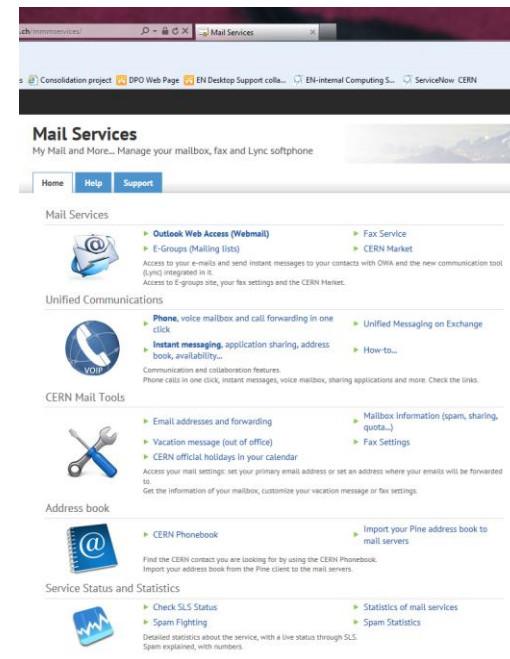 .ch/mmmservices/
Mail Services
Consolidation project DPO Web Page EN Desktop Support colla... EN-internal Computing S... ServiceNow CERN
Mail Services
My Mail and More... Manage your mailbox, fax and Lync softphone
Home Help Support
Mail Services
Outlook Web Access (Webmail) Fax Service
E-Groups (Mailing lists) CERN Market
Access to your e-mails and send instant messages to your contacts with OWA and the new communication tool
(Lync) integrated in it.
Access to E-groups site, your fax settings and the CERN Market.
Unified Communications
Phone, voice mailbox and call forwarding in one
click
Unified Messaging on Exchange
Instant messaging, application sharing, address
book, availability...
How-to...
VOIP
Communication and collaboration features.
Phone calls in one click, instant messages, voice mailbox, sharing applications and more. Check the links.
CERN Mail Tools
Email addresses and forwarding
Mailbox information (spam, sharing,
quota...)
Vacation message (out of office) Fax Settings
CERN official holidays in your calendar
Access your mail settings: set your primary email address or set an address where your emails will be forwarded
to.
Get the information of your mailbox, customize your vacation message or fax settings.
Address book
CERN Phonebook
Import your Pine address book to
mail servers
Find the CERN contact you are looking for by using the CERN Phonebook.
Import your address book from the Pine client to the mail servers.
Service Status and Statistics
Check SLS Status Statistics of mail services
Spam Fighting Spam Statistics
Detailed statistics about the service, with a live status through SLS.
Spam explained, with numbers.